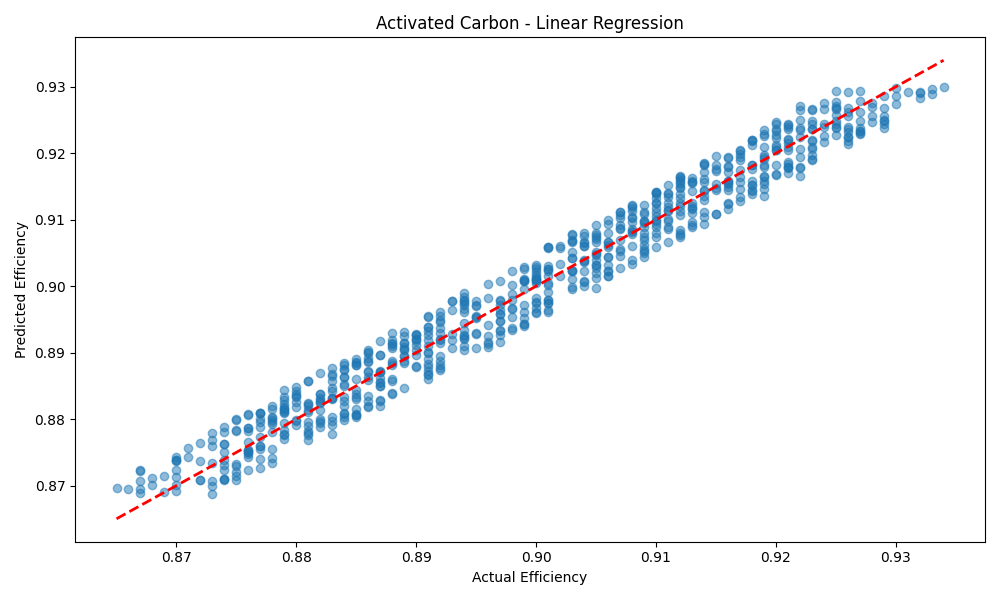 Activated Carbon - Linear Regression
Predicted Efficiency
0.93
0.92
0.91
0.90
0.89
0.88
0.87
0.87 0.88 0.89 0.90 0.91 0.92 0.93
Actual Efficiency